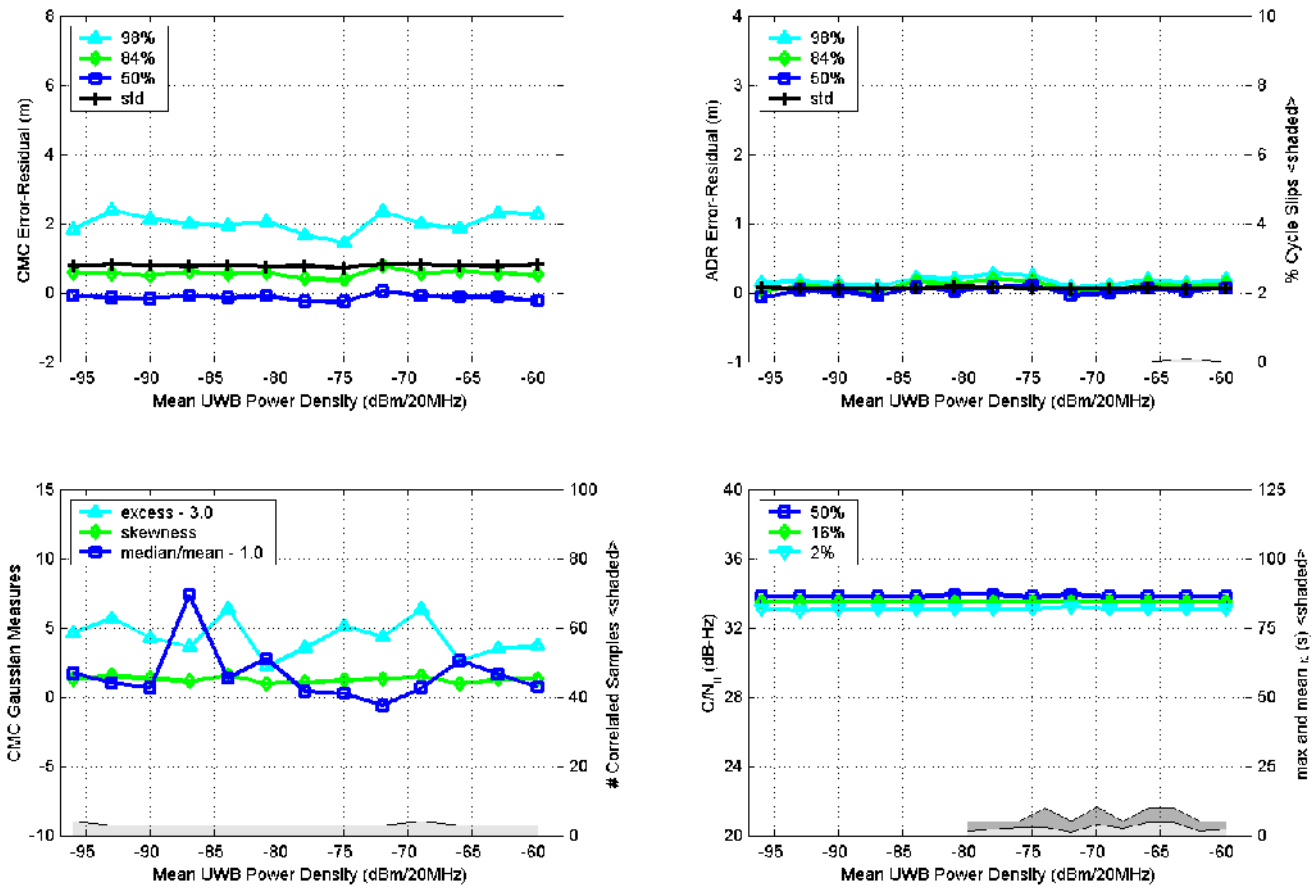 8
6
4
2
0
-2
CMC Error-Residual (m)
98%
84%
50%
std
-95 -90 -85 -80 -75 -70 -65 -60
Mean UWB Power Density (dBm/20MHz)
4
3
2
1
0
-1
ADR Error-Residual (m)
98%
84%
50%
std
10
8
6
4
2
0
% Cycle Slips <shaded>
-95 -90 -85 -80 -75 -70 -65 -60
Mean UWB Power Density (dBm/20MHz)
15
10
5
0
-5
-10
CMC Gaussian Measures
excess - 3.0
skewness
median/mean - 1.0
100
80
60
40
20
0
# Correlated Samples <shaded>
-95 -90 -85 -80 -75 -70 -65 -60
Mean UWB Power Density (dBm/20MHz)
40
36
32
28
24
20
(dB-Hz)
50%
16%
2%
125
100
75
50
25
0
max and mean (s) <shaded>
-95 -90 -85 -80 -75 -70 -65 -60
Mean UWB Power Density (dBm/20MHz)